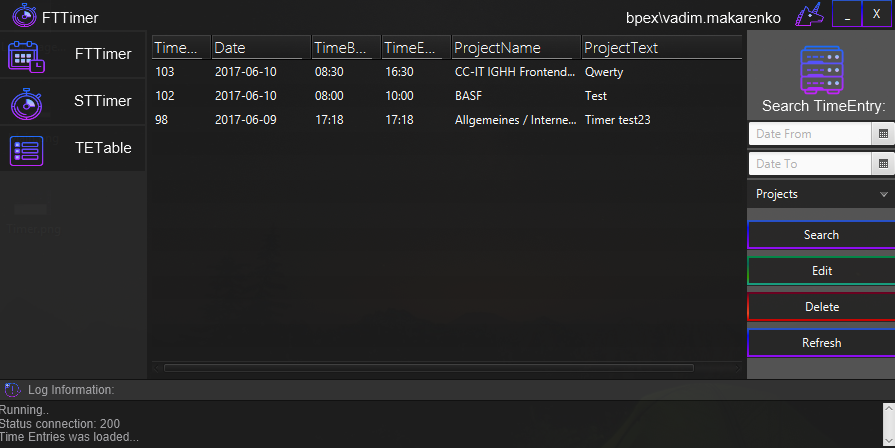 FTTimer
bpex\vadim.makarenko
_ X
FTTimer
STTimer
TETable
Time... Date TimeB... TimeE... ProjectName ProjectText
103 2017-06-10 08:30 16:30 CC-IT IGHH Frontend... Qwerty
102 2017-06-10 08:00 10:00 BASF Test
98 2017-06-09 17:18 17:18 Allgemeines / Interne... Timer test23
Search TimeEntry:
Date From
Date To
Projects
Search
Edit
Delete
Refresh
Log Information:
Running..
Status connection: 200
Time Entries was loaded...